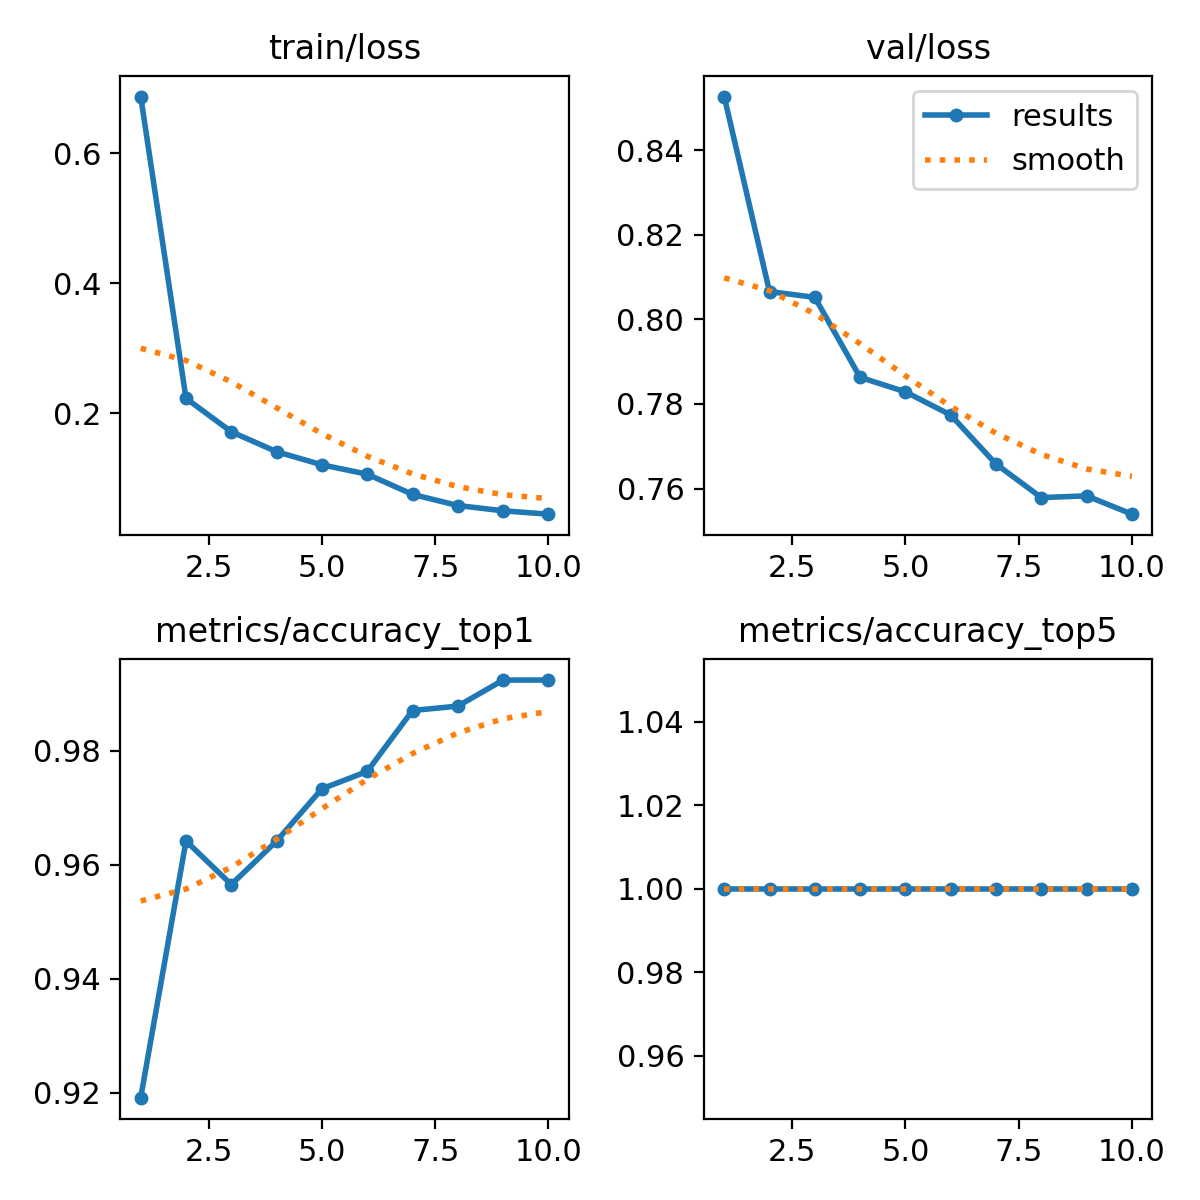 train/loss
0.6
0.4
0.2
2.5 5.0 7.5 10.0
val/loss
results
smooth
0.84
0.82
0.80
0.78
0.76
2.5 5.0 7.5 10.0
metrics/accuracy_top1
0.98
0.96
0.94
0.92
2.5 5.0 7.5 10.0
metrics/accuracy_top5
1.04
1.02
1.00
0.98
0.96
2.5 5.0 7.5 10.0